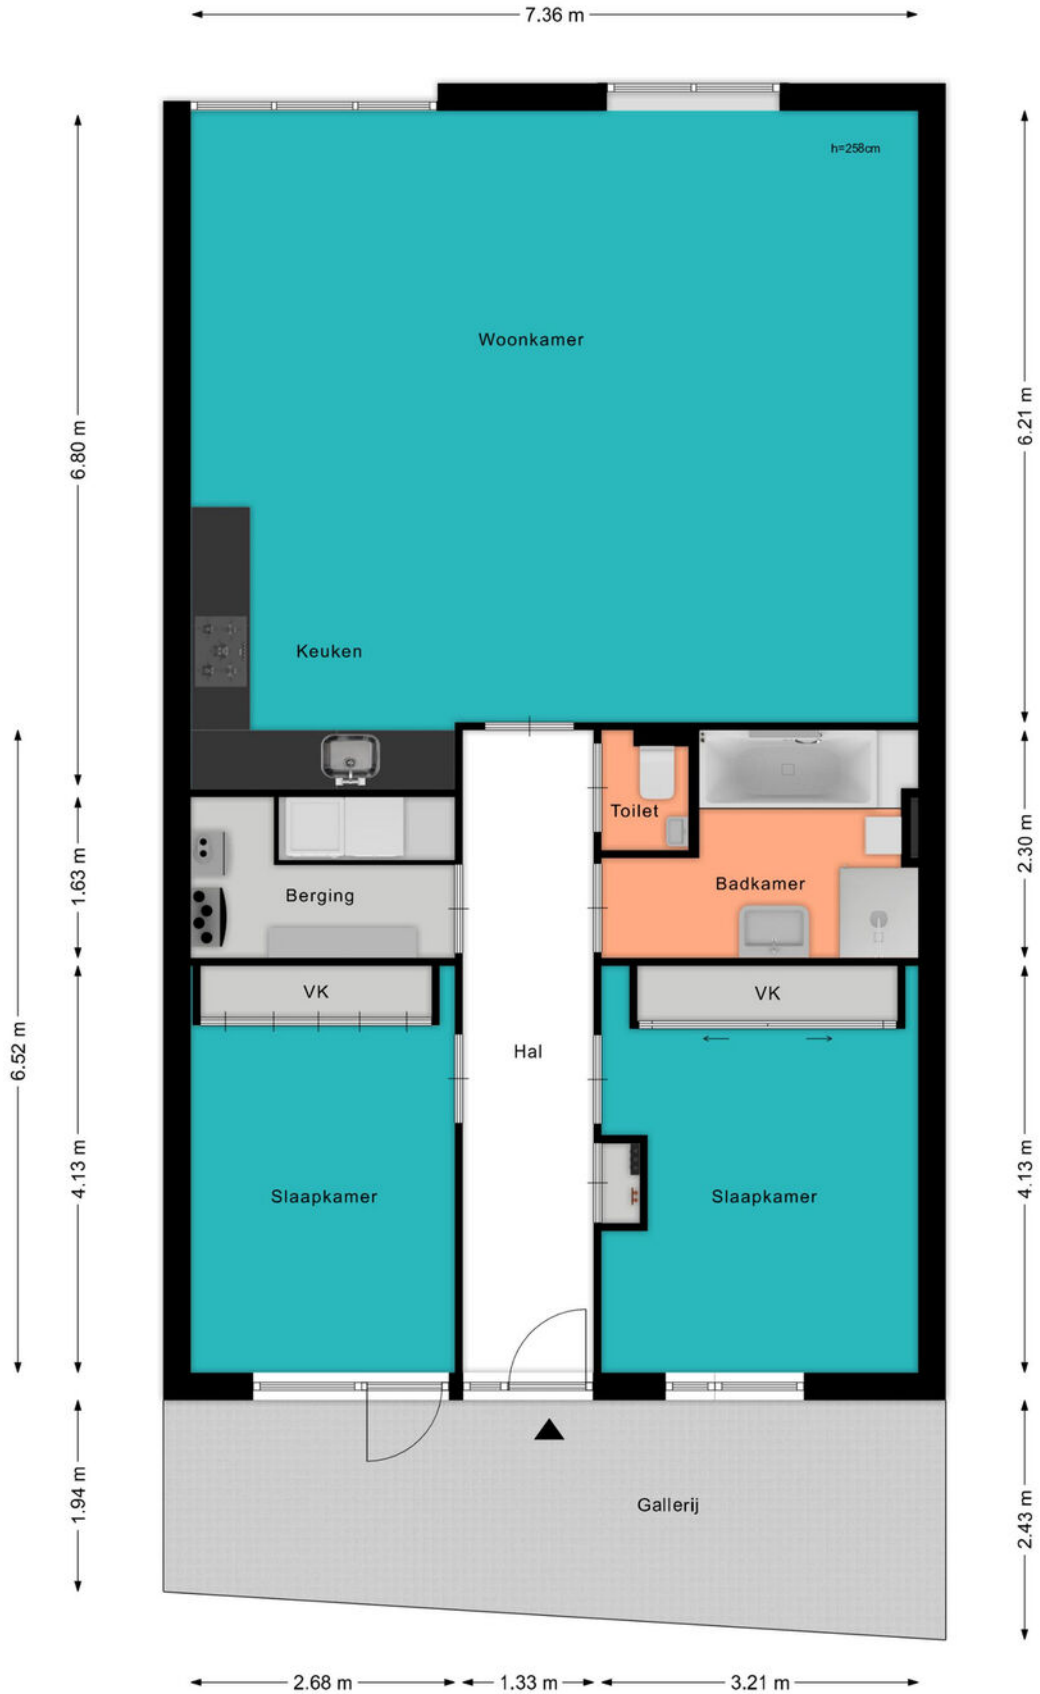 7.36 m
h=258cm
Woonkamer
6.80 m
6.21 m
Keuken
Toilet
2.30 m
1.63 m
Badkamer
Berging
VK
VK
6.52 m
Hal
4.13 m
4.13 m
Slaapkamer
Slaapkamer
1.94 m
Gallerij
2.43 m
2.68 m
1.33 m
3.21 m